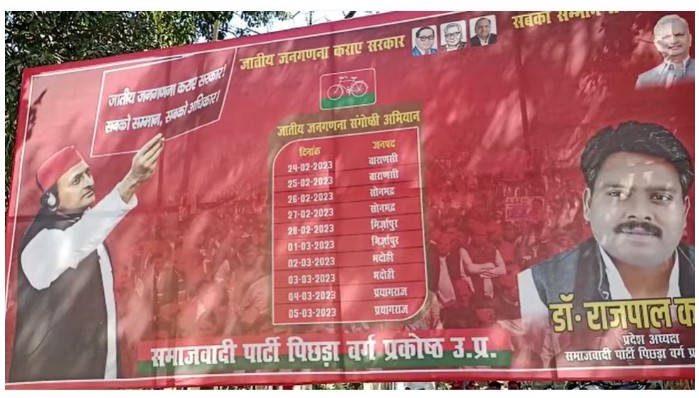 जातीय जनगणना कराए सरकार
सबको सम्मान
जातीय जनगणना कराए सरकार!
सबको सम्मान, सबको अधिकार!
जातीय जनगणना संगोष्ठी अभियान
दिनांक जनपद
24-02-2023 वाराणसी
25-02-2023 वाराणसी
26-02-2023 सोनभद्र
27-02-2023 सोनभद्र
28-02-2023 मिर्ज़ापुर
01-03-2023 मिर्ज़ापुर
02-03-2023 भदोही
03-03-2023 भदोही
04-03-2023 प्रयागराज
05-03-2023 प्रयागराज
डॉ॰ राजपाल
प्रदेश अध्यक्ष
समाजवादी पार्टी पिछड़ा वर्ग
समाजवादी पार्टी पिछड़ा वर्ग प्रकोष्ठ उ.प्र.